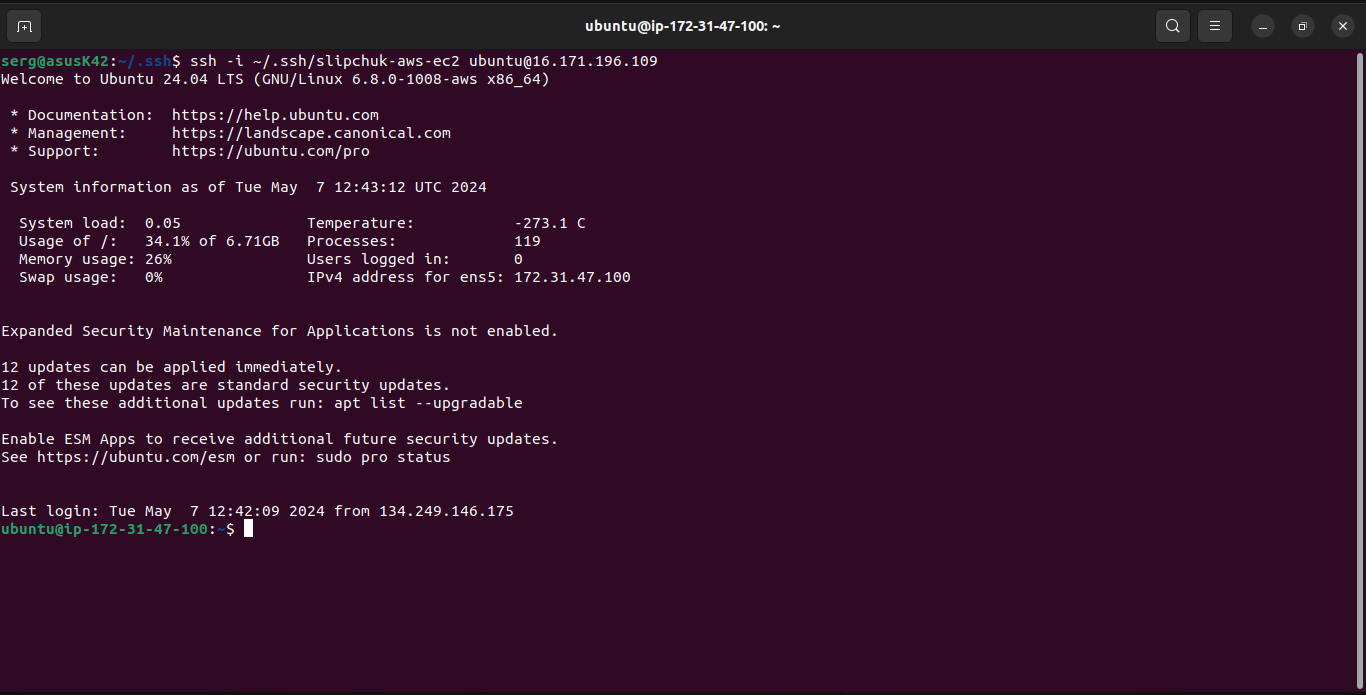 ubuntu@ip-172-31-47-100: ~
serg@asusK42:~/.ssh$ ssh -i ~/.ssh/slipchuk-aws-ec2 ubuntu@16.171.196.109
Welcome to Ubuntu 24.04 LTS (GNU/Linux 6.8.0-1008-aws x86_64)

 * Documentation:  https://help.ubuntu.com
 * Management:     https://landscape.canonical.com
 * Support:        https://ubuntu.com/pro

 System information as of Tue May  7 12:43:12 UTC 2024

  System load:  0.05              Temperature:           -273.1 C
  Usage of /:   34.1% of 6.71GB   Processes:             119
  Memory usage: 26%               Users logged in:       0
  Swap usage:   0%                IPv4 address for ens5: 172.31.47.100

Expanded Security Maintenance for Applications is not enabled.

12 updates can be applied immediately.
12 of these updates are standard security updates.
To see these additional updates run: apt list --upgradable

Enable ESM Apps to receive additional future security updates.
See https://ubuntu.com/esm or run: sudo pro status

Last login: Tue May  7 12:42:09 2024 from 134.249.146.175
ubuntu@ip-172-31-47-100:~$